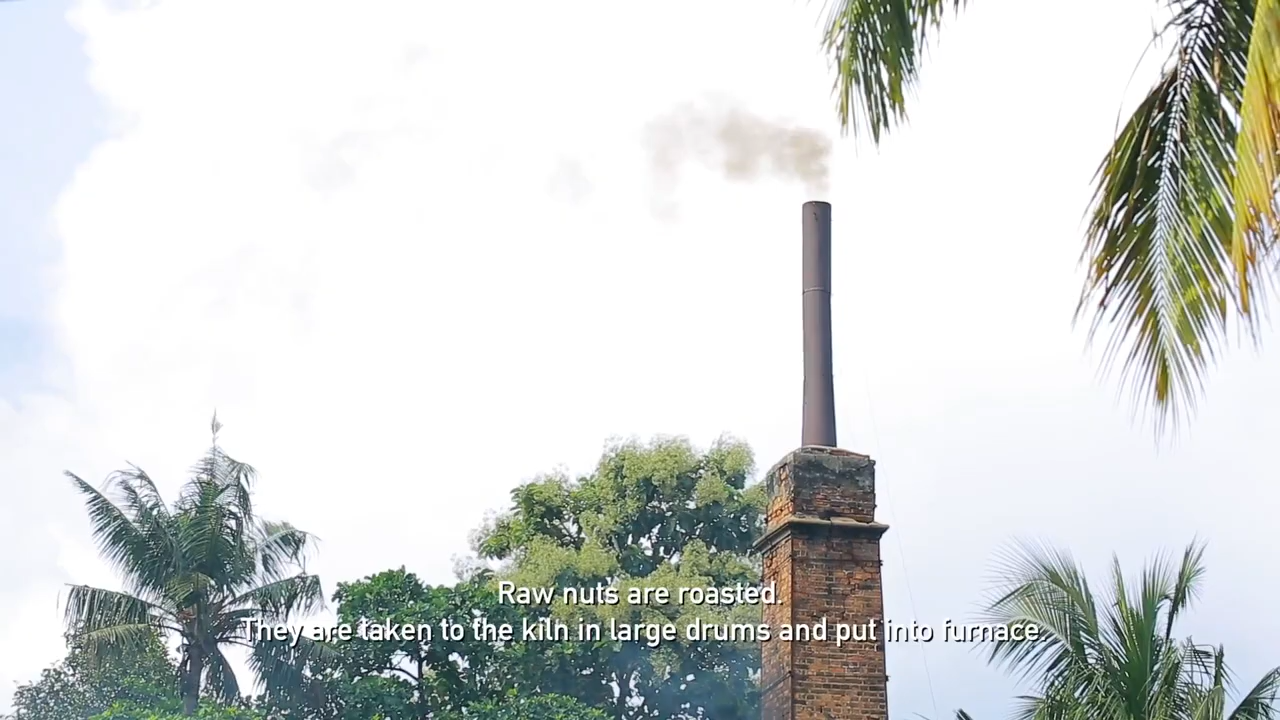 Raw nuts are roasted.
They are taken to the kiln in large drums and put into furnace.